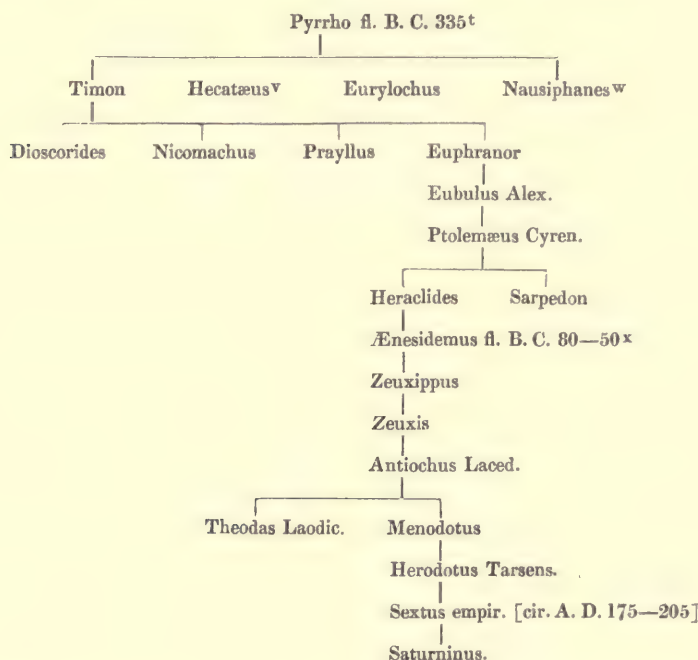 Pyrrho fl. B. C. 335t
Timon Hecatæusv Eurylochus Nausiphanesw
Dioscorides Nicomachus Prayllus Euphranor
Eubulus Alex.
Ptolemæus Cyren.
Heraclides Sarpedon
Ænesidemus fl. B. C. 80—50x
Zeuxippus
Zeuxis
Antiochus Laced.
Theodas Laodic. Menodotus
Herodotus Tarsens.
Sextus empir. [cir. A. D. 175—205]
Saturninus.